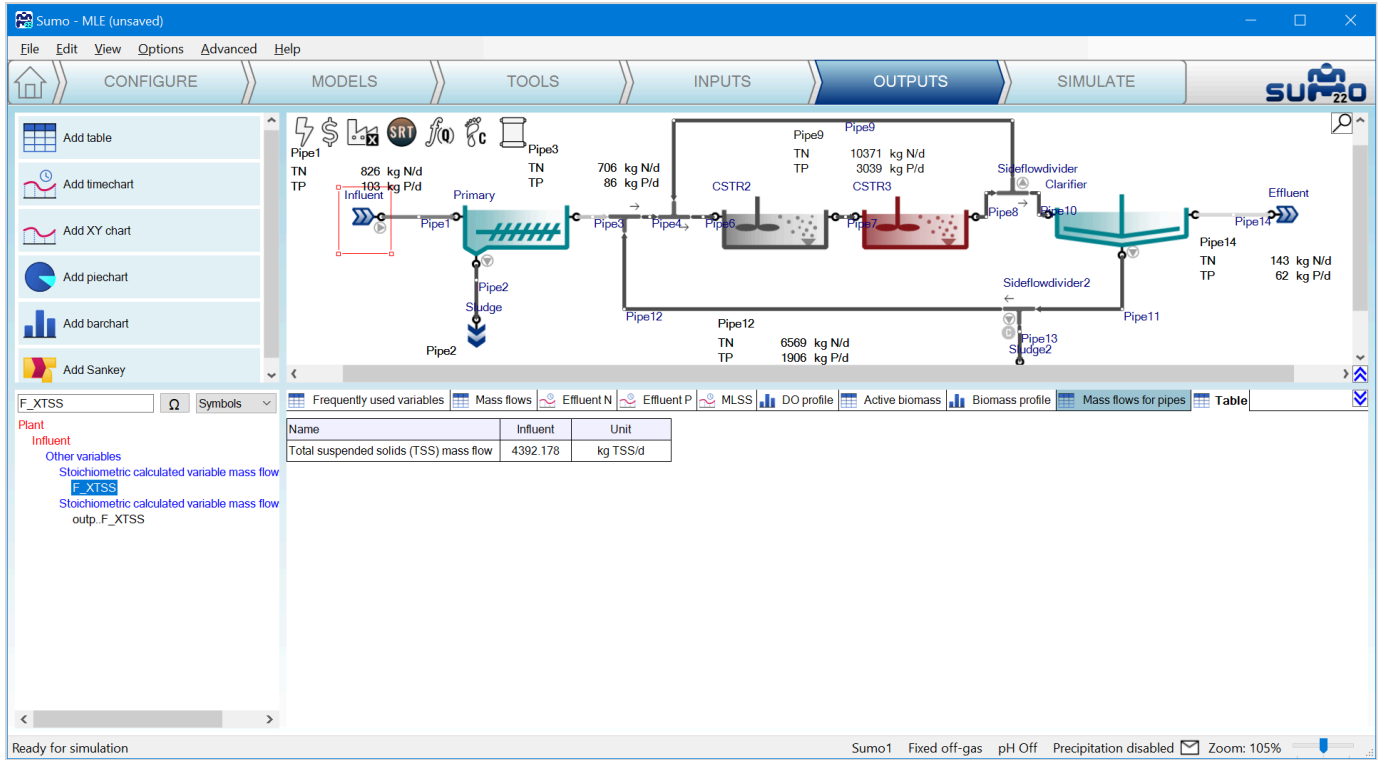 Sumo - MLE (unsaved)
File Edit View Options Advanced Help
CONFIGURE MODELS TOOLS INPUTS OUTPUTS SIMULATE
SUMO 22
Add table
Add timechart
Add XY chart
Add piechart
Add barchart
Add Sankey
$ SRT f(Q) C
Pipe1
TN 826 kg N/d
TP 103 kg P/d
Influent
Pipe1
Primary
Pipe2
Sludge
Pipe2
Pipe3
TN 706 kg N/d
TP 86 kg P/d
Pipe3
Pipe4
Pipe6
CSTR2
Pipe9
TN 10371 kg N/d
TP 3039 kg P/d
Pipe9
CSTR3
Pipe7
Pipe8
Sideflowdivider
Clarifier
Pipe10
Effluent
Pipe14
Pipe14
TN 143 kg N/d
TP 62 kg P/d
Sideflowdivider2
Pipe11
Pipe12
Pipe12
TN 6569 kg N/d
TP 1906 kg P/d
C
Pipe13
Sludge2
F_XTSS Ω Symbols
Plant
Influent
Other variables
Stoichiometric calculated variable mass flow
F_XTSS
Stoichiometric calculated variable mass flow
outp..F_XTSS
Frequently used variables Mass flows Effluent N Effluent P MLSS DO profile Active biomass Biomass profile Mass flows for pipes Table
Name Influent Unit
Total suspended solids (TSS) mass flow 4392.178 kg TSS/d
Ready for simulation Sumo1 Fixed off-gas pH Off Precipitation disabled Zoom: 105%